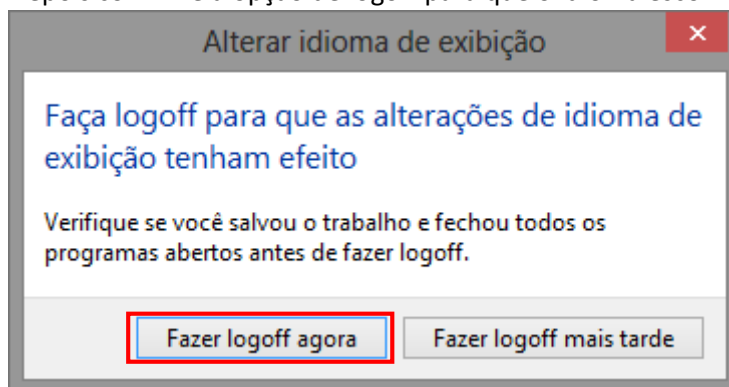 Alterar idioma de exibição
Faça logoff para que as alterações de idioma de
exibição tenham efeito
Verifique se você salvou o trabalho e fechou todos os
programas abertos antes de fazer logoff.
Fazer logoff agora
Fazer logoff mais tarde